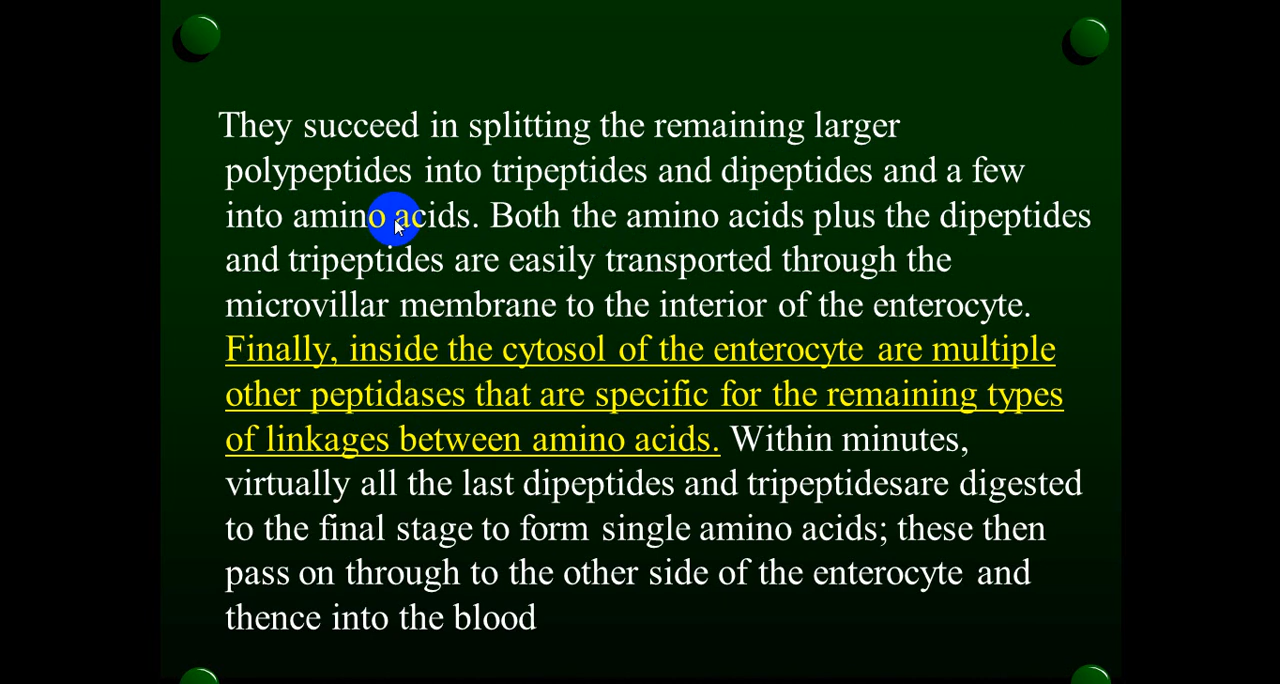 They succeed in splitting the remaining larger
polypeptides into tripeptides and dipeptides and a few
into amino acids. Both the amino acids plus the dipeptides
and tripeptides are easily transported through the
microvillar membrane to the interior of the enterocyte.
Finally, inside the cytosol of the enterocyte are multiple
other peptidases that are specific for the remaining types
of linkages between amino acids. Within minutes,
virtually all the last dipeptides and tripeptidesare digested
to the final stage to form single amino acids; these then
pass on through to the other side of the enterocyte and
thence into the blood